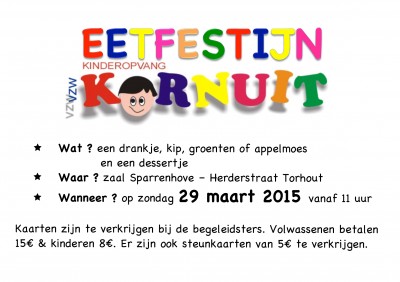 EETFESTIJN
KINDEROPVANG
VZW VZW KORNUIT
★ Wat ? een drankje, kip, groenten of appelmoes
en een dessertje
★ Waar ? zaal Sparrenhove – Herderstraat Torhout
★ Wanneer ? op zondag 29 maart 2015 vanaf 11 uur
Kaarten zijn te verkrijgen bij de begeleidsters. Volwassenen betalen
15€ & kinderen 8€. Er zijn ook steunkaarten van 5€ te verkrijgen.